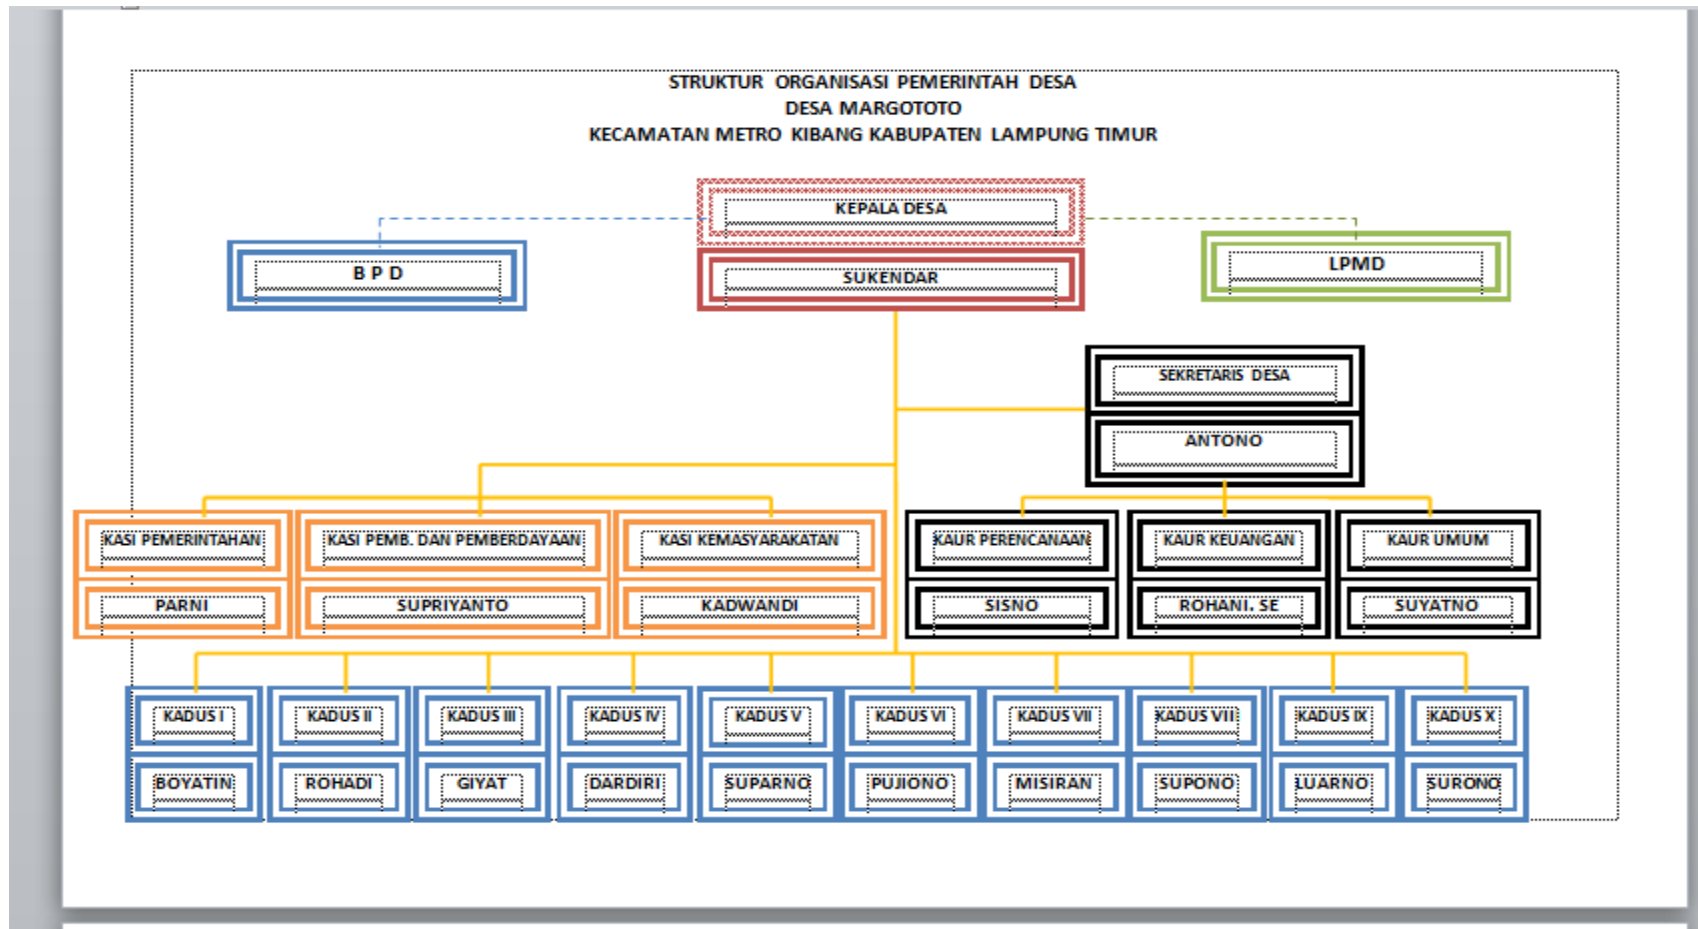 STRUKTUR ORGANISASI PEMERINTAH DESA
DESA MARGOTOTO
KECAMATAN METRO KIBANG KABUPATEN LAMPUNG TIMUR
KEPALA DESA
SUKENDAR
B P D
LPMD
SEKRETARIS DESA
ANTONO
KASI PEMERINTAHAN
PARNI
KASI PEMB. DAN PEMBERDAYAAN
SUPRIYANTO
KASI KEMASYARAKATAN
KADWANDI
KAUR PERENCANAAN
SISNO
KAUR KEUANGAN
ROHANI. SE
KAUR UMUM
SUYATNO
KADUS I
BOYATIN
KADUS II
ROHADI
KADUS III
GIYAT
KADUS IV
DARDIRI
KADUS V
SUPARNO
KADUS VI
PUJIONO
KADUS VII
MISIRAN
KADUS VIII
SUPONO
KADUS IX
LUARNO
KADUS X
SURONO